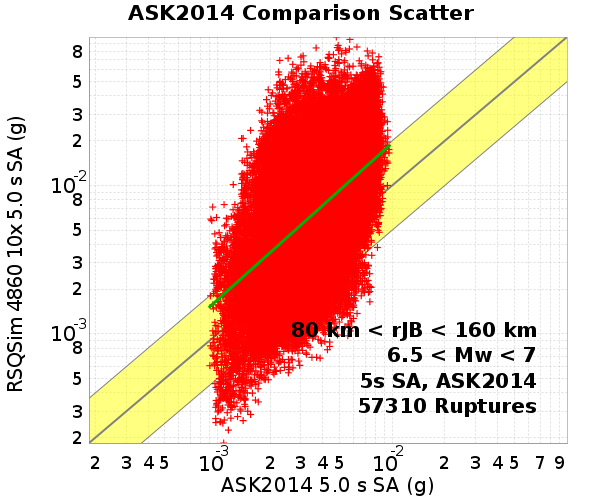 ASK2014 Comparison Scatter
RSQSim 4860 10x 5.0 s SA (g)
8
5
3
2
10-2
8
5
3
2
10-3
8
5
3
2
80 km < rJB < 160 km
6.5 < Mw < 7
5s SA, ASK2014
57310 Ruptures
2 3 4 5 10-3 2 3 4 5 10-2 2 3 4 5 7 9
ASK2014 5.0 s SA (g)